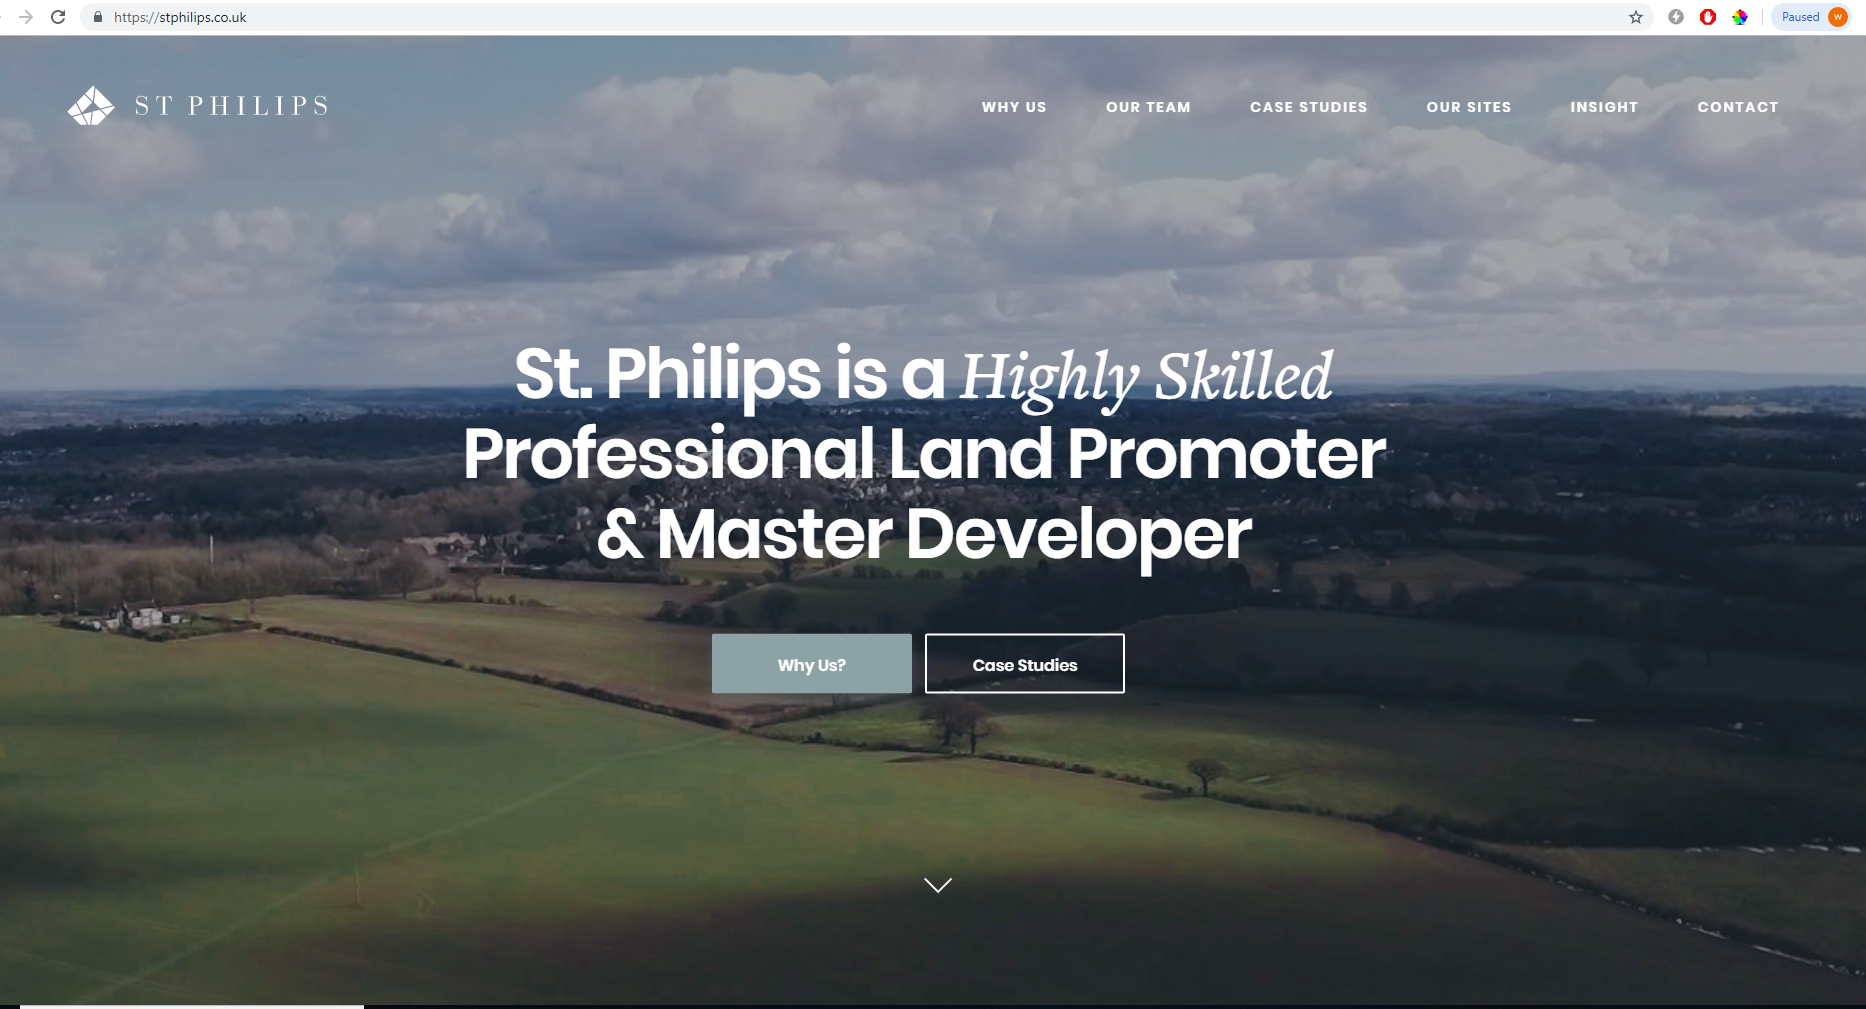 https://stphilips.co.uk
Paused
W
ST PHILIPS
WHY US
OUR TEAM
CASE STUDIES
OUR SITES
INSIGHT
CONTACT
St. Philips is a Highly Skilled
Professional Land Promoter
& Master Developer
Why Us?
Case Studies